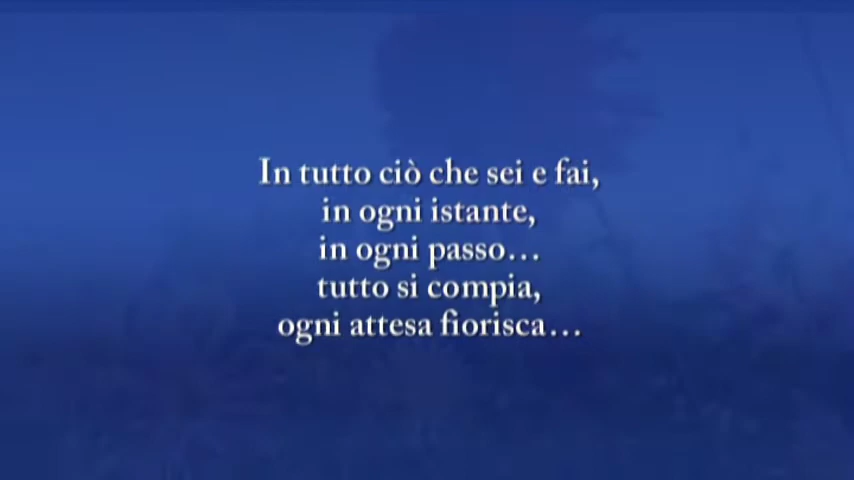 In tutto ciò che sei e fai,
in ogni istante,
in ogni passo…
tutto si compia,
ogni attesa fiorisca…